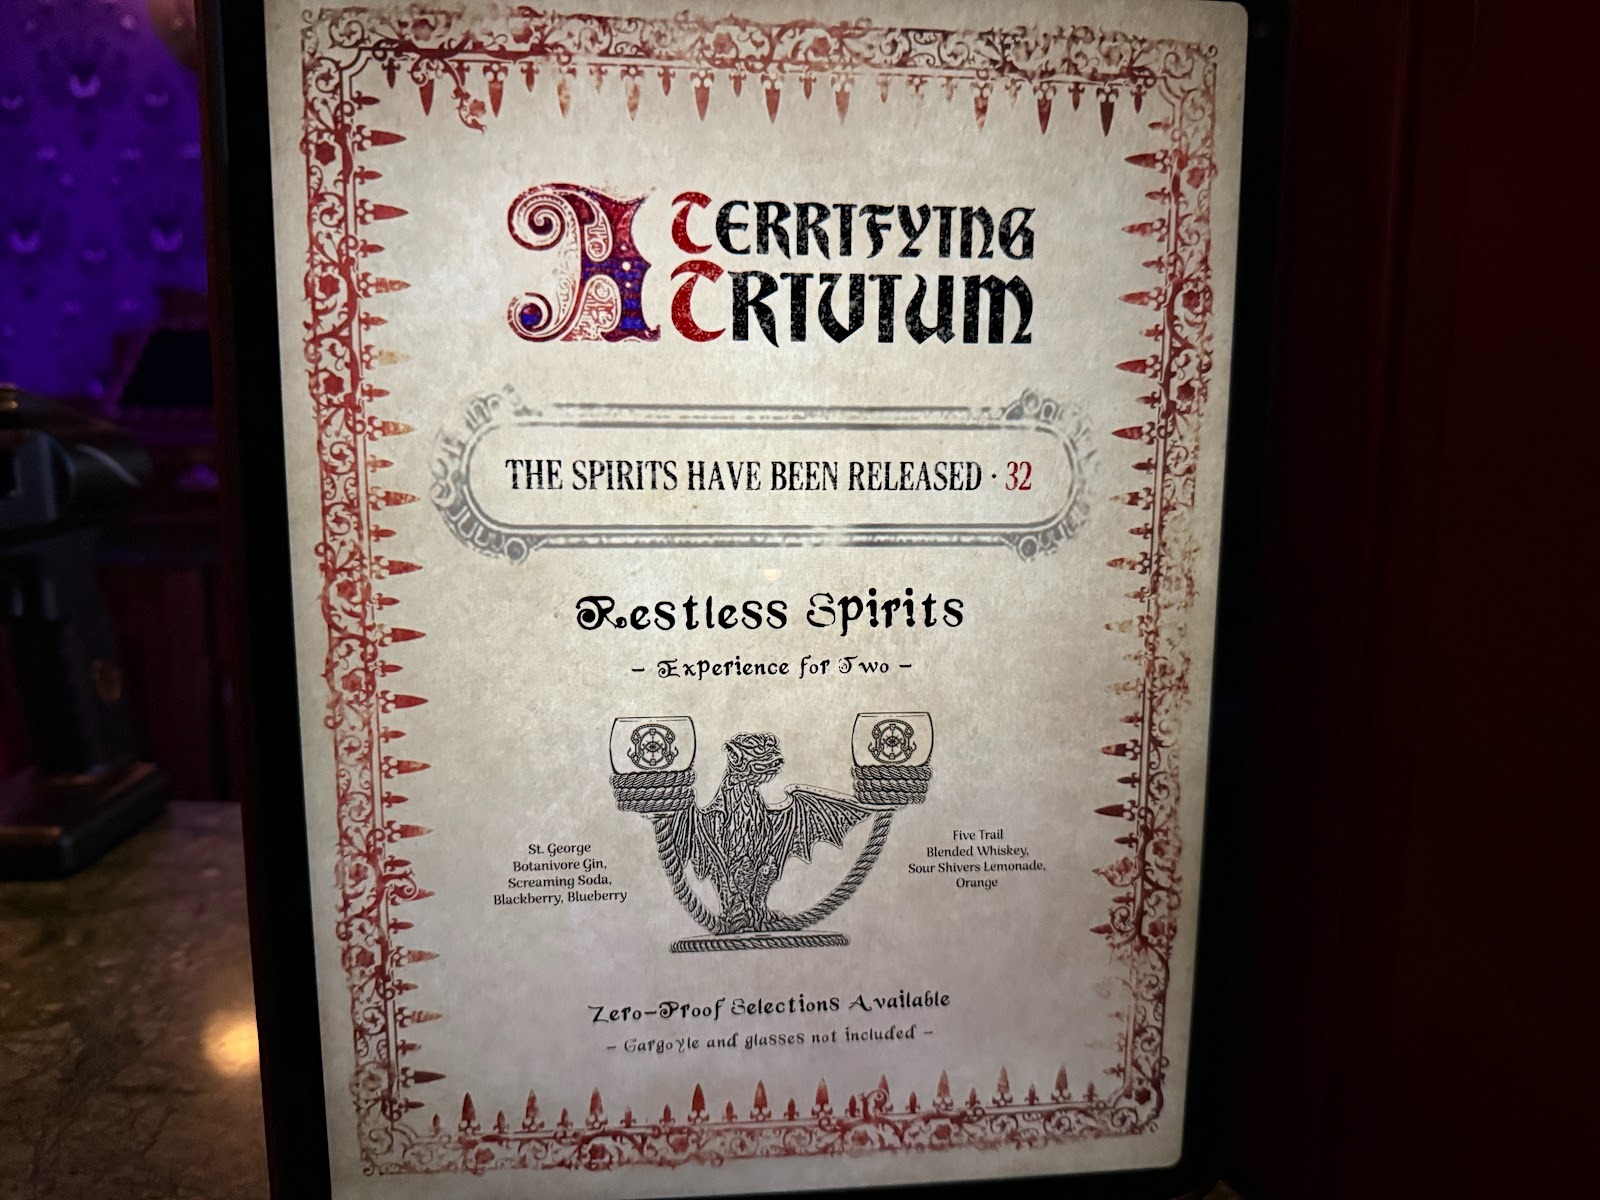 A TERRIFYING
TRIVIUM
THE SPIRITS HAVE BEEN RELEASED · 32
Restless Spirits
– Experience for Two –
St. George
Botanivore Gin,
Screaming Soda,
Blackberry, Blueberry
Five Trail
Blended Whiskey,
Sour Shivers Lemonade,
Orange
Zero-Proof Selections Available
– Gargoyle and glasses not included –